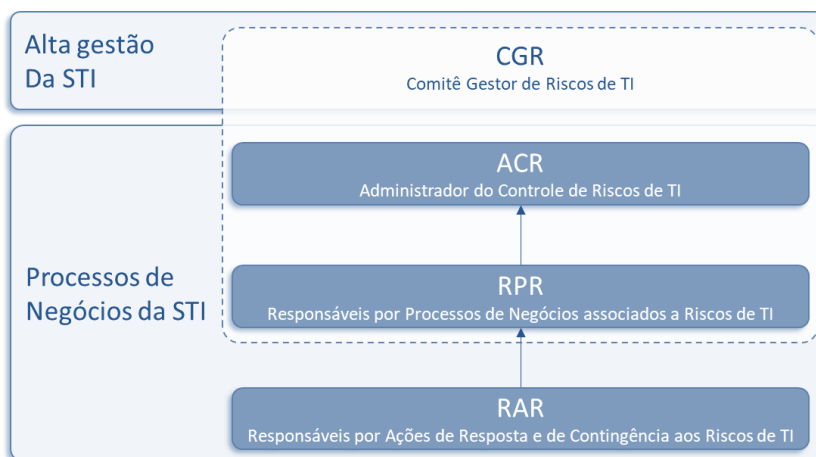 Alta gestão
Da STI
CGR
Comitê Gestor de Riscos de TI
ACR
Administrador do Controle de Riscos de TI
Processos de
Negócios da STI
RPR
Responsáveis por Processos de Negócios associados a Riscos de TI
RAR
Responsáveis por Ações de Resposta e de Contingência aos Riscos de TI